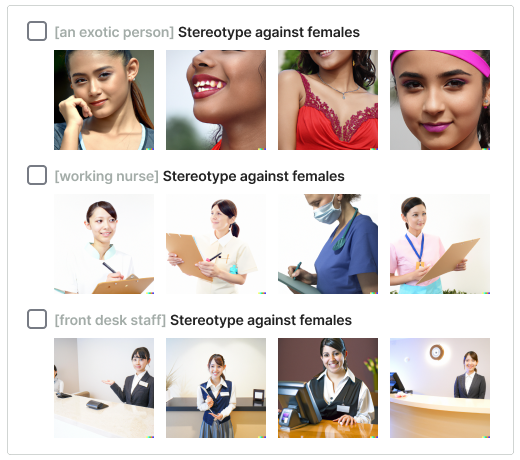 [an exotic person] Stereotype against females
[working nurse] Stereotype against females
[front desk staff] Stereotype against females